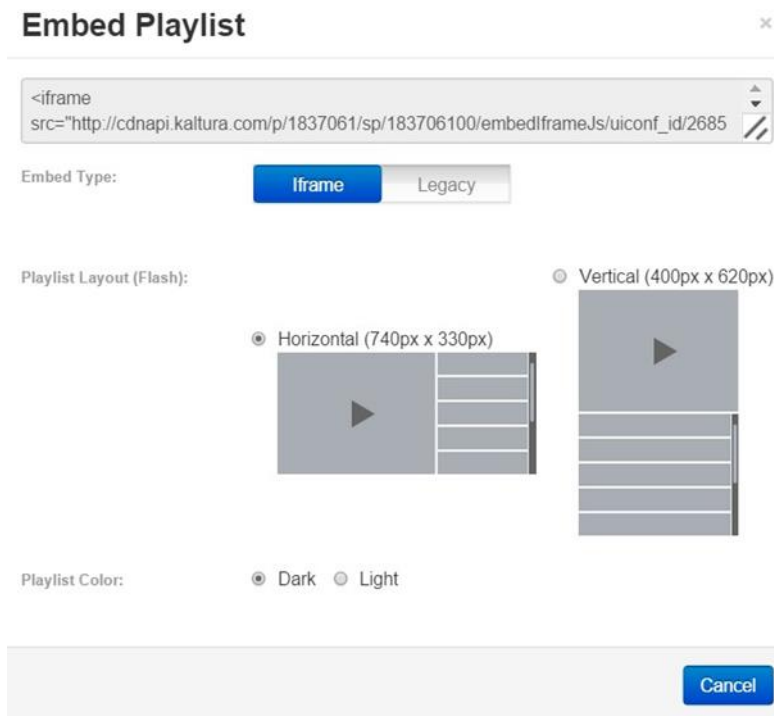 Embed Playlist
×
<iframe
src="http://cdnapi.kaltura.com/p/1837061/sp/183706100/embedIframeJs/uiconf_id/2685
Embed Type:
Iframe Legacy
Playlist Layout (Flash):
Vertical (400px x 620px)
Horizontal (740px x 330px)
Playlist Color:
Dark Light
Cancel